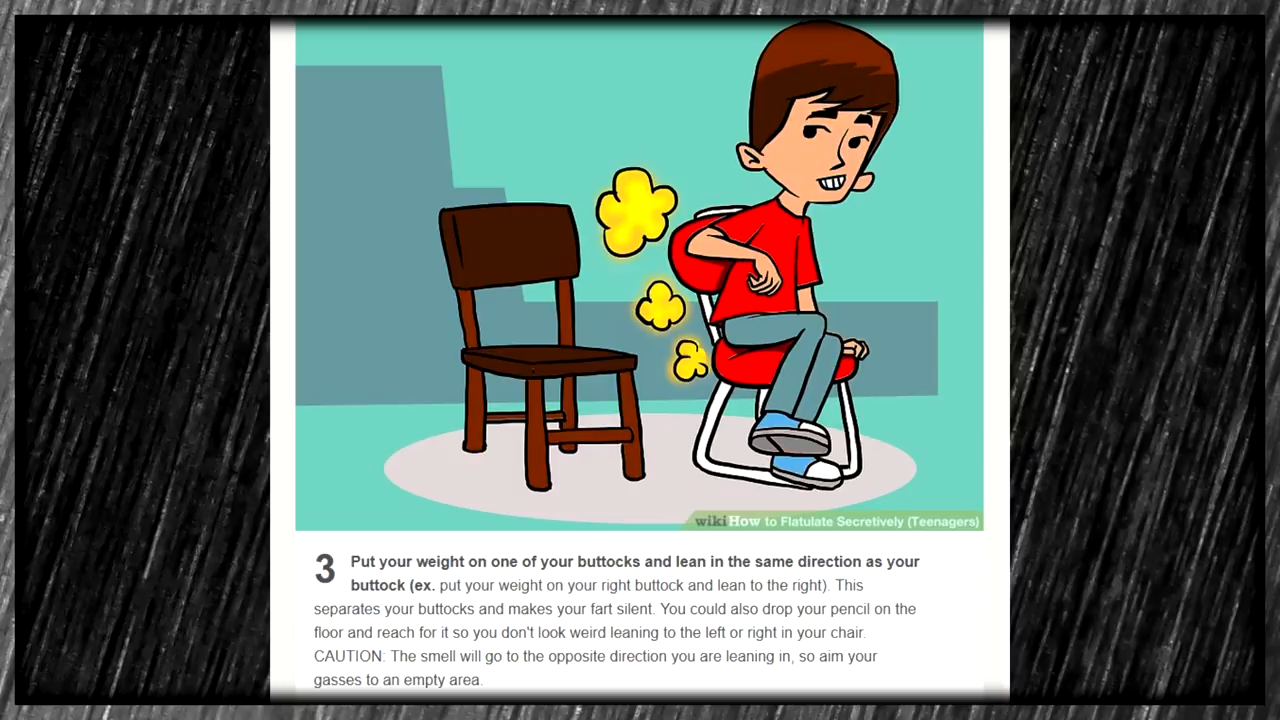 wikiHow to Flatulate Secretively (Teenagers)
3 Put your weight on one of your buttocks and lean in the same direction as your
buttock (ex. put your weight on your right buttock and lean to the right). This
separates your buttocks and makes your fart silent. You could also drop your pencil on the
floor and reach for it so you don't look weird leaning to the left or right in your chair.
CAUTION: The smell will go to the opposite direction you are leaning in, so aim your
gasses to an empty area.